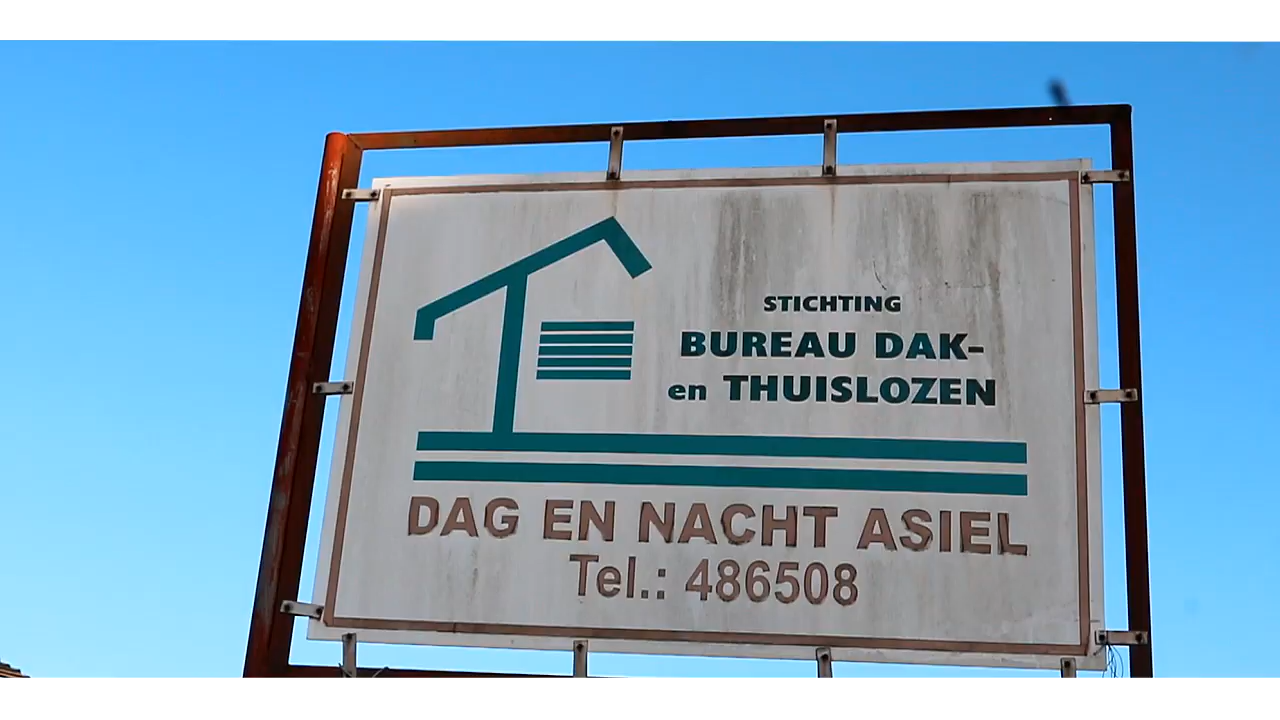 STICHTING
BUREAU DAK-
en THUISLOZEN
DAG EN NACHT ASIEL
Tel.: 486508